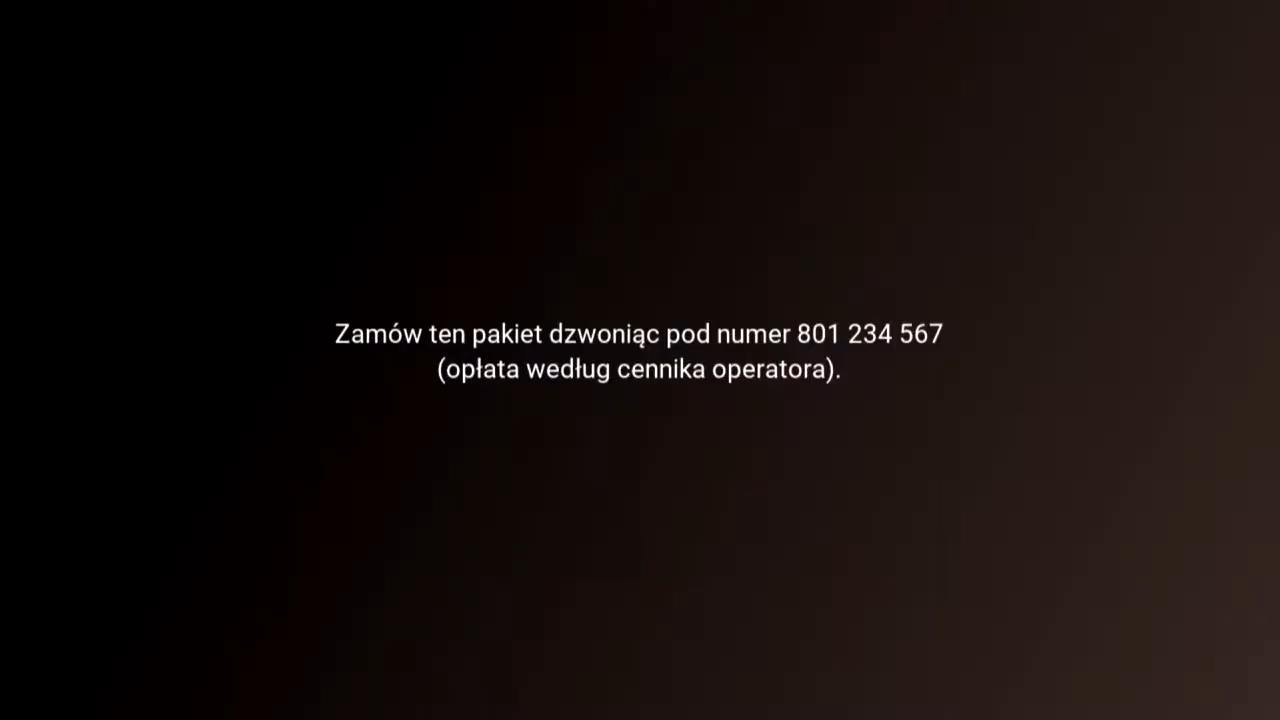 Zamów ten pakiet dzwoniąc pod numer 801 234 567
(opłata według cennika operatora).